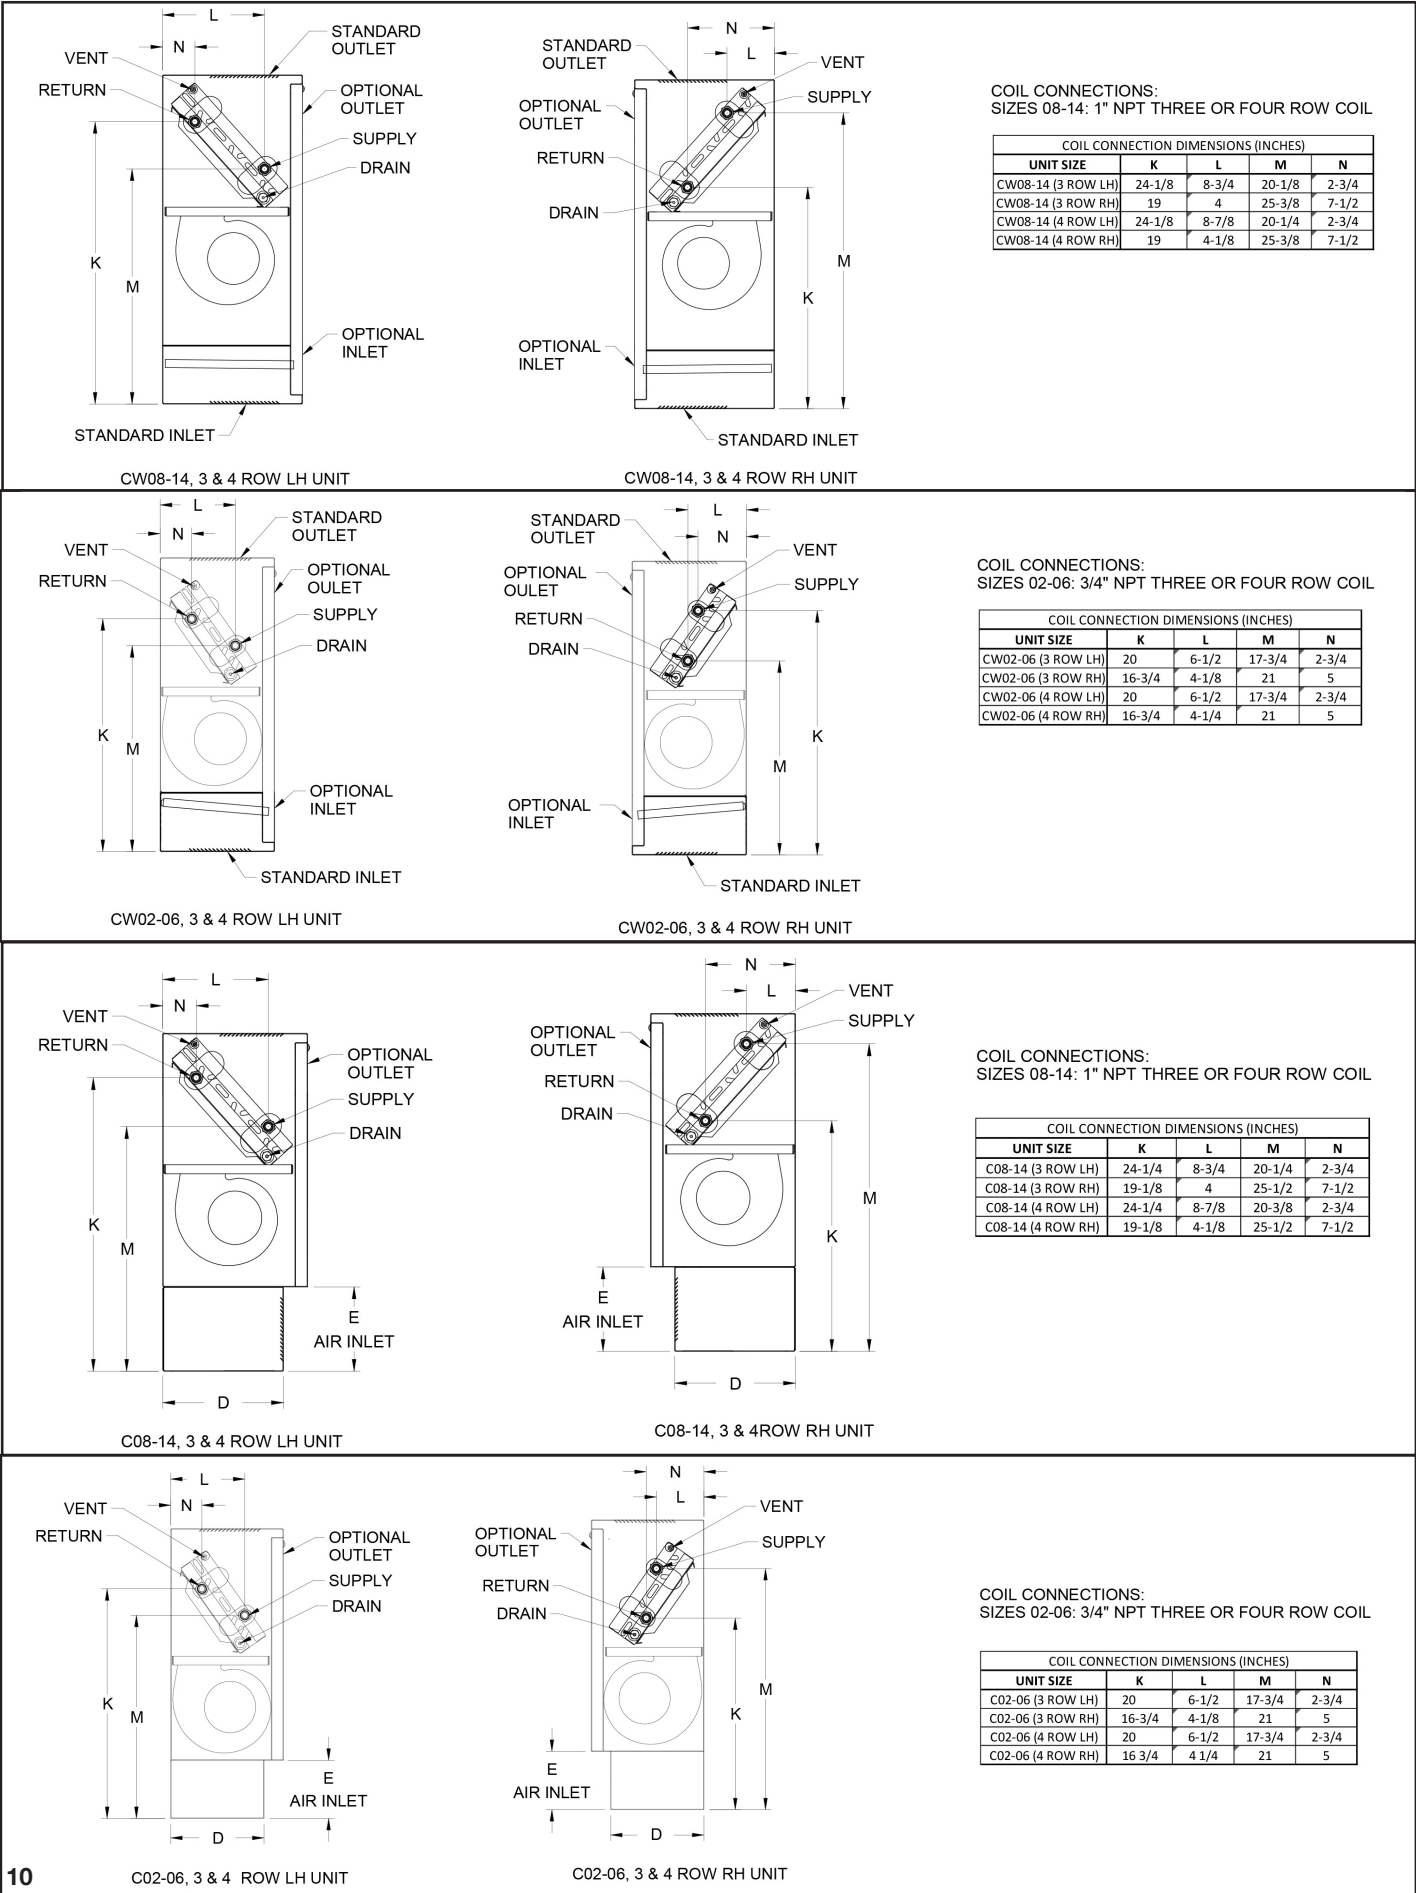 L
N
STANDARD
OUTLET
VENT
RETURN
OPTIONAL
OUTLET
SUPPLY
DRAIN
K
M
OPTIONAL
INLET
STANDARD INLET
CW08-14, 3 & 4 ROW LH UNIT
N
L
STANDARD
OUTLET
VENT
SUPPLY
OPTIONAL
OUTLET
RETURN
DRAIN
M
K
OPTIONAL
INLET
STANDARD INLET
CW08-14, 3 & 4 ROW RH UNIT
COIL CONNECTIONS:
SIZES 08-14: 1" NPT THREE OR FOUR ROW COIL
COIL CONNECTION DIMENSIONS (INCHES)
UNIT SIZE K L M N
CW08-14 (3 ROW LH) 24-1/8 8-3/4 20-1/8 2-3/4
CW08-14 (3 ROW RH) 19 4 25-3/8 7-1/2
CW08-14 (4 ROW LH) 24-1/8 8-7/8 20-1/4 2-3/4
CW08-14 (4 ROW RH) 19 4-1/8 25-3/8 7-1/2
L
N
STANDARD
OUTLET
VENT
RETURN
OPTIONAL
OULET
SUPPLY
DRAIN
K
M
OPTIONAL
INLET
STANDARD INLET
CW02-06, 3 & 4 ROW LH UNIT
L
N
STANDARD
OUTLET
VENT
SUPPLY
OPTIONAL
OULET
RETURN
DRAIN
K
M
OPTIONAL
INLET
STANDARD INLET
CW02-06, 3 & 4 ROW RH UNIT
COIL CONNECTIONS:
SIZES 02-06: 3/4" NPT THREE OR FOUR ROW COIL
COIL CONNECTION DIMENSIONS (INCHES)
UNIT SIZE K L M N
CW02-06 (3 ROW LH) 20 6-1/2 17-3/4 2-3/4
CW02-06 (3 ROW RH) 16-3/4 4-1/8 21 5
CW02-06 (4 ROW LH) 20 6-1/2 17-3/4 2-3/4
CW02-06 (4 ROW RH) 16-3/4 4-1/4 21 5
L
N
VENT
RETURN
OPTIONAL
OUTLET
SUPPLY
DRAIN
K
M
E
AIR INLET
D
C08-14, 3 & 4 ROW LH UNIT
N
L
VENT
SUPPLY
OPTIONAL
OUTLET
RETURN
DRAIN
M
K
E
AIR INLET
D
C08-14, 3 & 4ROW RH UNIT
COIL CONNECTIONS:
SIZES 08-14: 1" NPT THREE OR FOUR ROW COIL
COIL CONNECTION DIMENSIONS (INCHES)
UNIT SIZE K L M N
C08-14 (3 ROW LH) 24-1/4 8-3/4 20-1/4 2-3/4
C08-14 (3 ROW RH) 19-1/8 4 25-1/2 7-1/2
C08-14 (4 ROW LH) 24-1/4 8-7/8 20-3/8 2-3/4
C08-14 (4 ROW RH) 19-1/8 4-1/8 25-1/2 7-1/2
L
N
VENT
RETURN
OPTIONAL
OUTLET
SUPPLY
DRAIN
K
M
E
AIR INLET
D
C02-06, 3 & 4 ROW LH UNIT
N
L
VENT
SUPPLY
OPTIONAL
OUTLET
RETURN
DRAIN
M
K
E
AIR INLET
D
C02-06, 3 & 4 ROW RH UNIT
COIL CONNECTIONS:
SIZES 02-06: 3/4" NPT THREE OR FOUR ROW COIL
COIL CONNECTION DIMENSIONS (INCHES)
UNIT SIZE K L M N
C02-06 (3 ROW LH) 20 6-1/2 17-3/4 2-3/4
C02-06 (3 ROW RH) 16-3/4 4-1/8 21 5
C02-06 (4 ROW LH) 20 6-1/2 17-3/4 2-3/4
C02-06 (4 ROW RH) 16 3/4 4 1/4 21 5
10